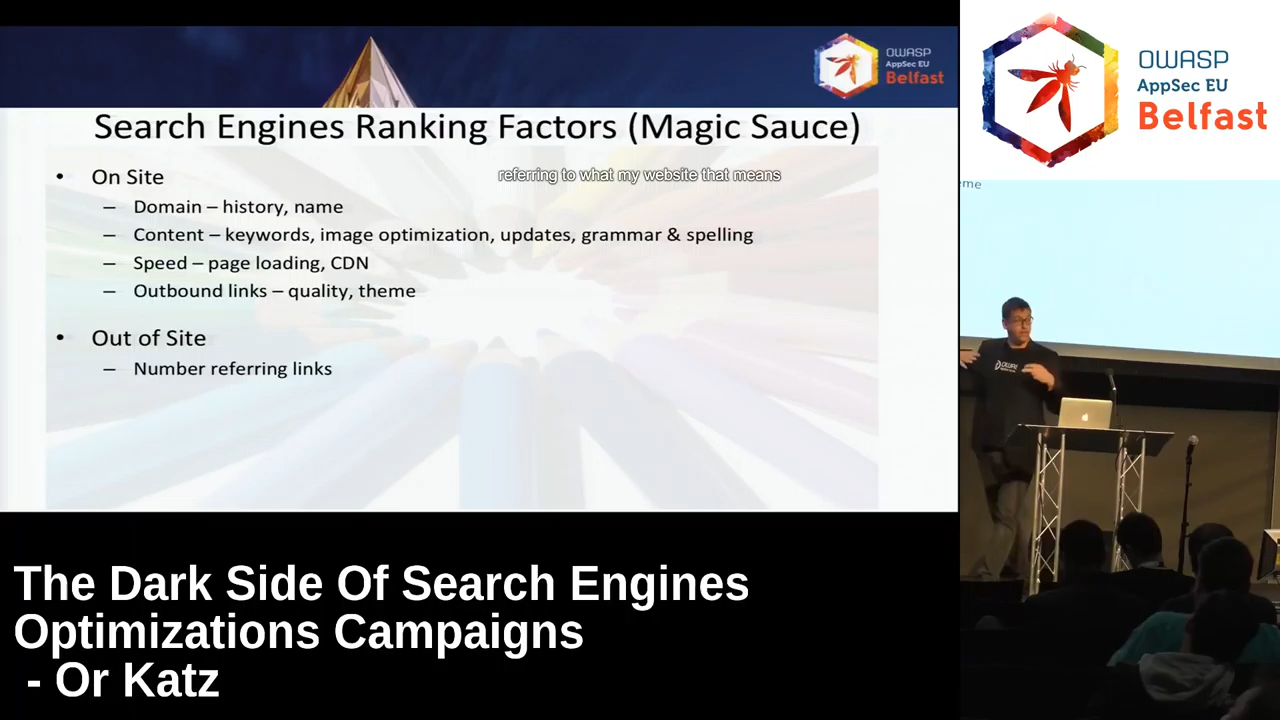 OWASP
AppSec EU
Belfast
Search Engines Ranking Factors (Magic Sauce)
• On Site
referring to what my website that means
– Domain – history, name
– Content – keywords, image optimization, updates, grammar & spelling
– Speed – page loading, CDN
– Outbound links – quality, theme
• Out of Site
– Number referring links
The Dark Side Of Search Engines
Optimizations Campaigns
- Or Katz
OWASP
AppSec EU
Belfast